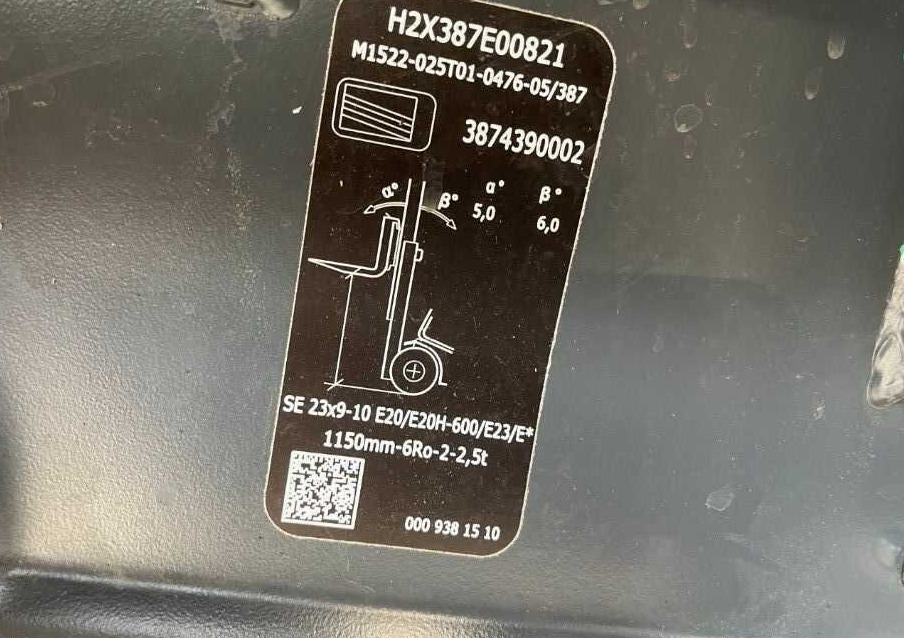 H2X387E00821
M1522-025T01-0476-05/387
3874390002
α° β° α° β°
5,0 6,0
SE 23x9-10 E20/E20H-600/E23/E*
1150mm-6Ro-2-2,5t
000 938 15 10